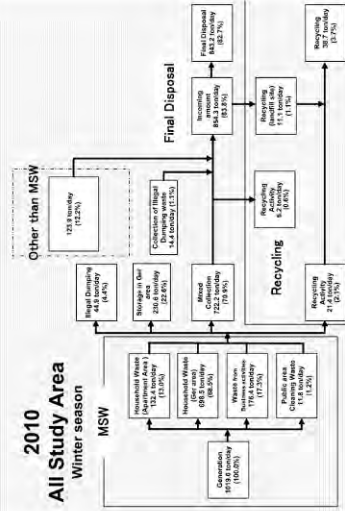 2010
All Study Area
Winter season
MSW
Generation
1019.0 ton/day
(100.0%)
Household Waste
(Apartment Area)
132.4 ton/day
(13.0%)
Household Waste
(Ger area)
698.5 ton/day
(68.5%)
Waste from
business activities
176.4 ton/day
(17.3%)
Public area
Cleaning Waste
11.8 ton/day
(1.2%)
Illegal Dumping
44.9 ton/day
(4.4%)
Storage in Ger
area
230.6 ton/day
(22.6%)
Mixed
Collection
722.2 ton/day
(70.9%)
Recycling
Activity
21.4 ton/day
(2.1%)
Other than MSW
123.9 ton/day
(12.2%)
Collection of Illegal
Dumping waste
14.4 ton/day (1.1%)
Recycling
Activity
6.2 ton/day
(0.6%)
Recycling
Final Disposal
Incoming
amount
854.3 ton/day
(83.8%)
Recycling
(landfill site)
11.1 ton/day
(1.1%)
Final Disposal
843.2 ton/day
(82.7%)
Recycling
38.7 ton/day
(3.7%)